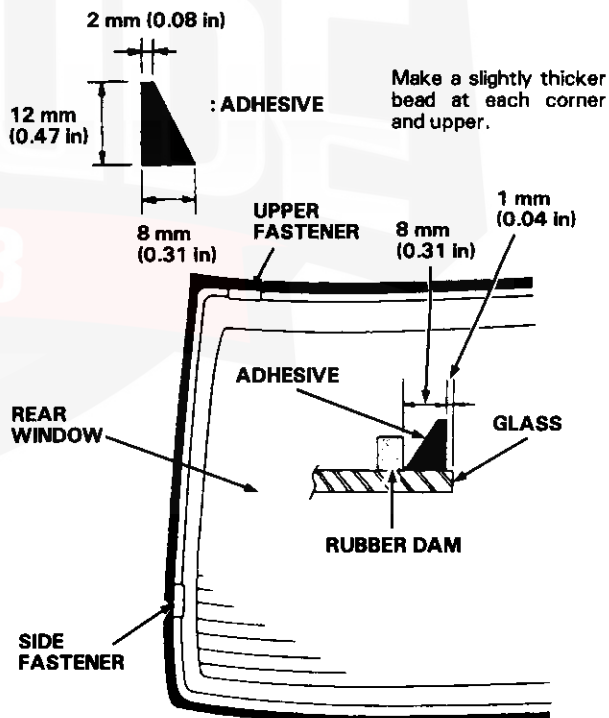 2 mm (0.08 in)
12 mm
(0.47 in)
: ADHESIVE
8 mm
(0.31 in)
Make a slightly thicker
bead at each corner
and upper.
UPPER
FASTENER
8 mm
(0.31 in)
1 mm
(0.04 in)
ADHESIVE
REAR
WINDOW
GLASS
RUBBER DAM
SIDE
FASTENER